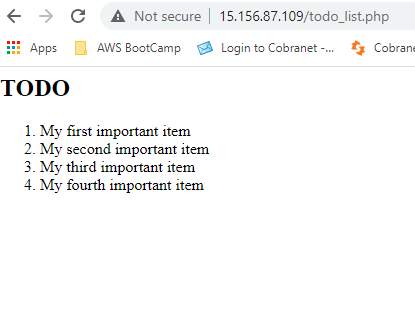 Not secure | 15.156.87.109/todo_list.php
Apps AWS BootCamp Login to Cobranet -... Cobrane
TODO
1. My first important item
2. My second important item
3. My third important item
4. My fourth important item